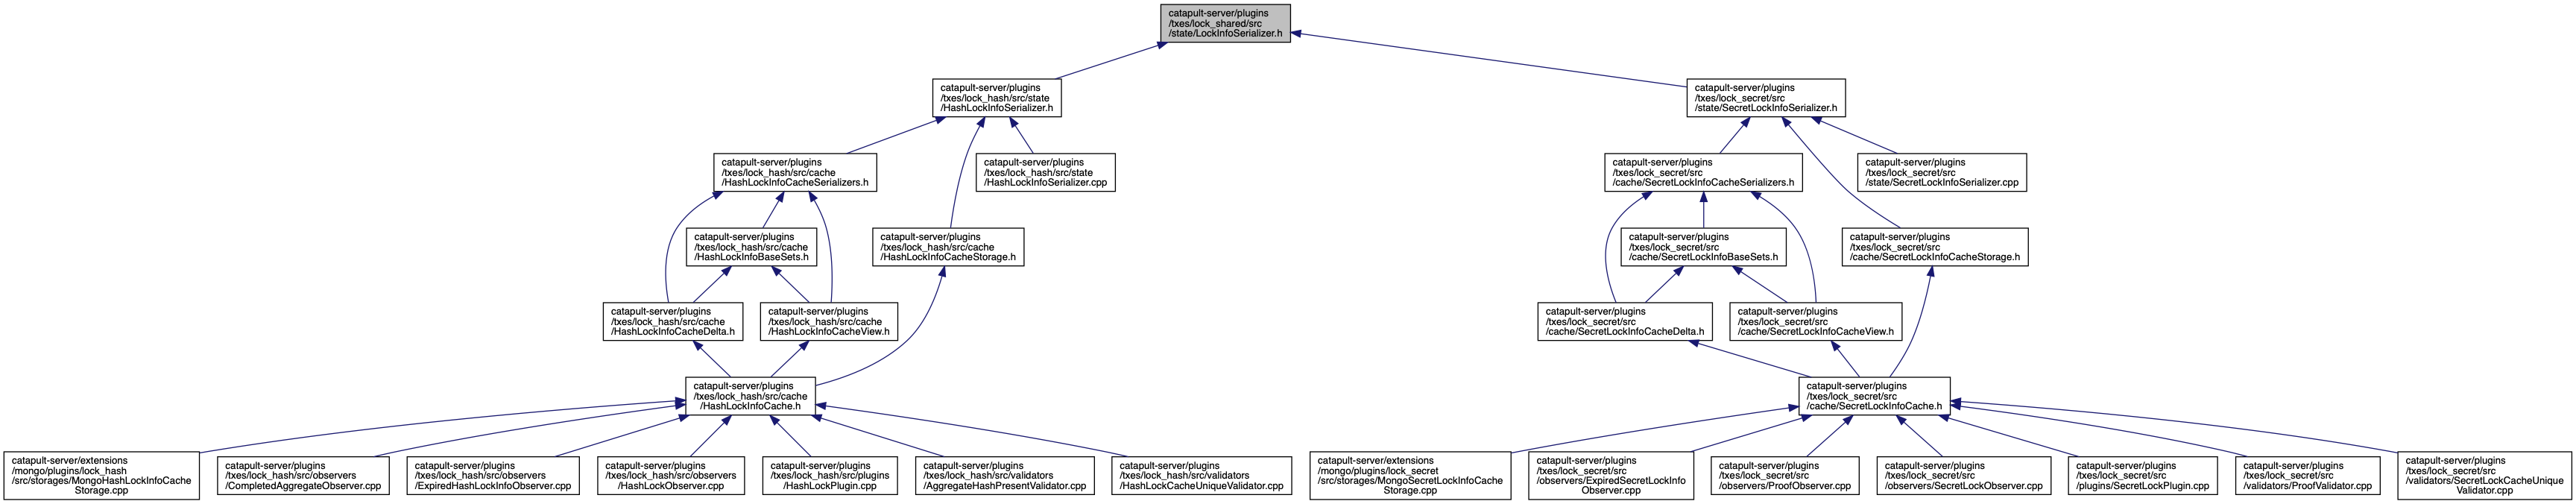 catapult-server/plugins
/txes/lock_shared/src
/state/LockInfoSerializer.h
catapult-server/plugins
/txes/lock_hash/src/state
/HashLockInfoSerializer.h
catapult-server/plugins
/txes/lock_secret/src
/state/SecretLockInfoSerializer.h
catapult-server/plugins
/txes/lock_hash/src/cache
/HashLockInfoCacheSerializers.h
catapult-server/plugins
/txes/lock_hash/src/state
/HashLockInfoSerializer.cpp
catapult-server/plugins
/txes/lock_secret/src
/cache/SecretLockInfoCacheSerializers.h
catapult-server/plugins
/txes/lock_secret/src
/state/SecretLockInfoSerializer.cpp
catapult-server/plugins
/txes/lock_hash/src/cache
/HashLockInfoBaseSets.h
catapult-server/plugins
/txes/lock_hash/src/cache
/HashLockInfoCacheStorage.h
catapult-server/plugins
/txes/lock_secret/src
/cache/SecretLockInfoBaseSets.h
catapult-server/plugins
/txes/lock_secret/src
/cache/SecretLockInfoCacheStorage.h
catapult-server/plugins
/txes/lock_hash/src/cache
/HashLockInfoCacheDelta.h
catapult-server/plugins
/txes/lock_hash/src/cache
/HashLockInfoCacheView.h
catapult-server/plugins
/txes/lock_secret/src
/cache/SecretLockInfoCacheDelta.h
catapult-server/plugins
/txes/lock_secret/src
/cache/SecretLockInfoCacheView.h
catapult-server/plugins
/txes/lock_hash/src/cache
/HashLockInfoCache.h
catapult-server/plugins
/txes/lock_secret/src
/cache/SecretLockInfoCache.h
catapult-server/extensions
/mongo/plugins/lock_hash
/src/storages/MongoHashLockInfoCache
Storage.cpp
catapult-server/plugins
/txes/lock_hash/src/observers
/CompletedAggregateObserver.cpp
catapult-server/plugins
/txes/lock_hash/src/observers
/ExpiredHashLockInfoObserver.cpp
catapult-server/plugins
/txes/lock_hash/src/observers
/HashLockObserver.cpp
catapult-server/plugins
/txes/lock_hash/src/plugins
/HashLockPlugin.cpp
catapult-server/plugins
/txes/lock_hash/src/validators
/AggregateHashPresentValidator.cpp
catapult-server/plugins
/txes/lock_hash/src/validators
/HashLockCacheUniqueValidator.cpp
catapult-server/extensions
/mongo/plugins/lock_secret
/src/storages/MongoSecretLockInfoCache
Storage.cpp
catapult-server/plugins
/txes/lock_secret/src
/observers/ExpiredSecretLockInfo
Observer.cpp
catapult-server/plugins
/txes/lock_secret/src
/observers/ProofObserver.cpp
catapult-server/plugins
/txes/lock_secret/src
/observers/SecretLockObserver.cpp
catapult-server/plugins
/txes/lock_secret/src
/plugins/SecretLockPlugin.cpp
catapult-server/plugins
/txes/lock_secret/src
/validators/ProofValidator.cpp
catapult-server/plugins
/txes/lock_secret/src
/validators/SecretLockCacheUnique
Validator.cpp